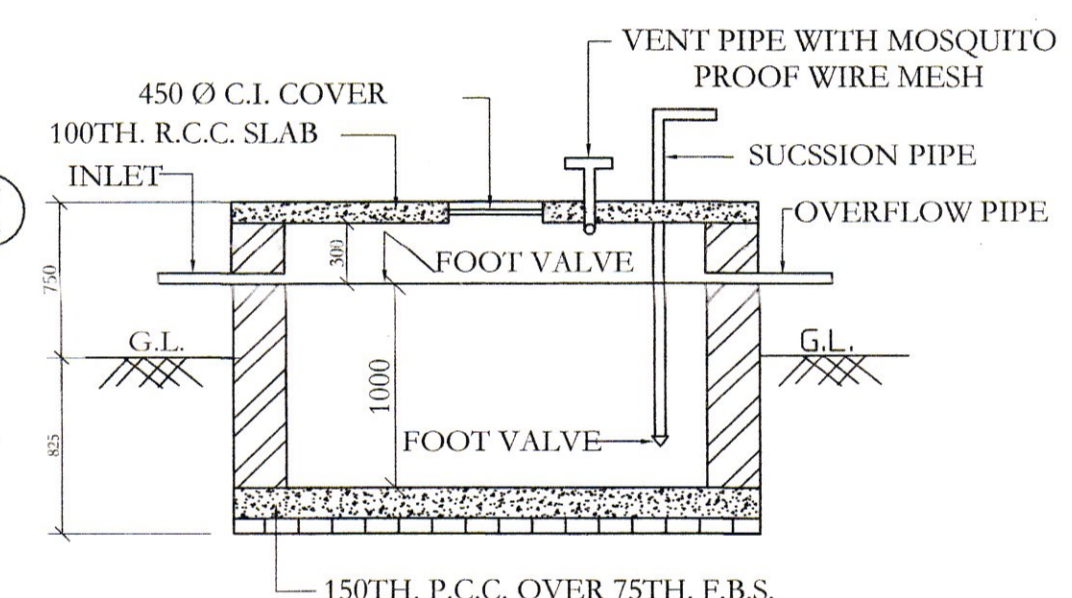 VENT PIPE WITH MOSQUITO
PROOF WIRE MESH
450 Ø C.I. COVER
100TH. R.C.C. SLAB
SUCSSION PIPE
INLET
OVERFLOW PIPE
300
FOOT VALVE
750
G.L.
G.L.
1000
825
FOOT VALVE
150TH. P.C.C. OVER 75TH. F.B.S.